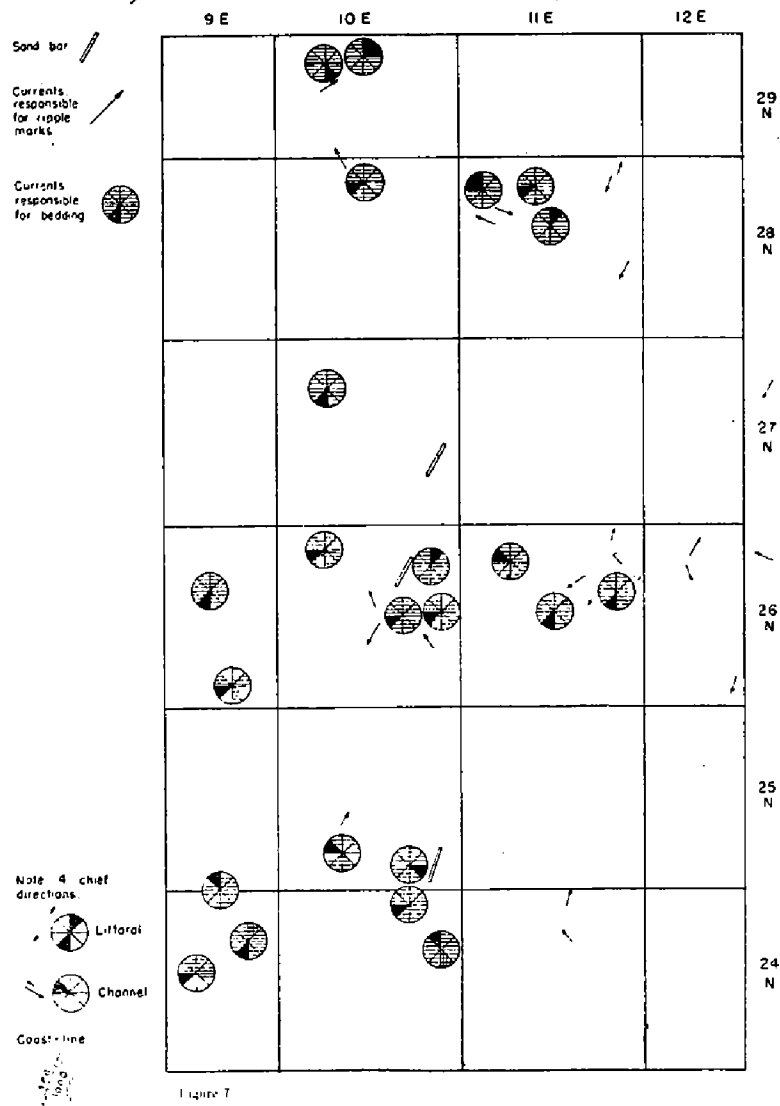 9 E 10 E 11 E 12 E
Sand bar
Currents
responsible
for ripple
marks
29
N
Currents
responsible
for bedding
28
N
27
N
26
N
25
N
Note 4 chief
directions.
Littoral
Channel
24
N
Coast-line
land
Figure 7